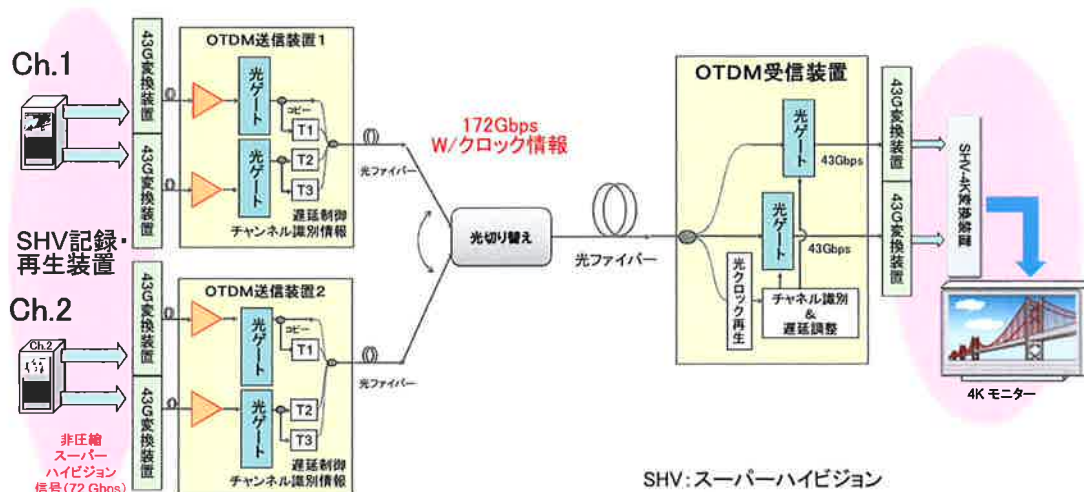 Ch.1
SHV記録・
再生装置
Ch.2
Ch.2
非圧縮
スーパー
ハイビジョン
信号(72 Gbps)
43G変換装置
43G変換装置
43G変換装置
43G変換装置
OTDM送信装置1
光ゲート
コピー
T1
光ゲート
T2
T3
遅延制御
チャンネル識別情報
光ファイバー
OTDM送信装置2
光ゲート
コピー
T1
光ゲート
T2
T3
遅延制御
チャンネル識別情報
光ファイバー
172Gbps
W/クロック情報
光切り替え
光ファイバー
OTDM受信装置
光ゲート
43Gbps
光ゲート
43Gbps
光クロック再生
チャネル識別
&
遅延調整
43G変換装置
43G変換装置
SHV-4K変換装置
4K モニター
SHV:スーパーハイビジョン